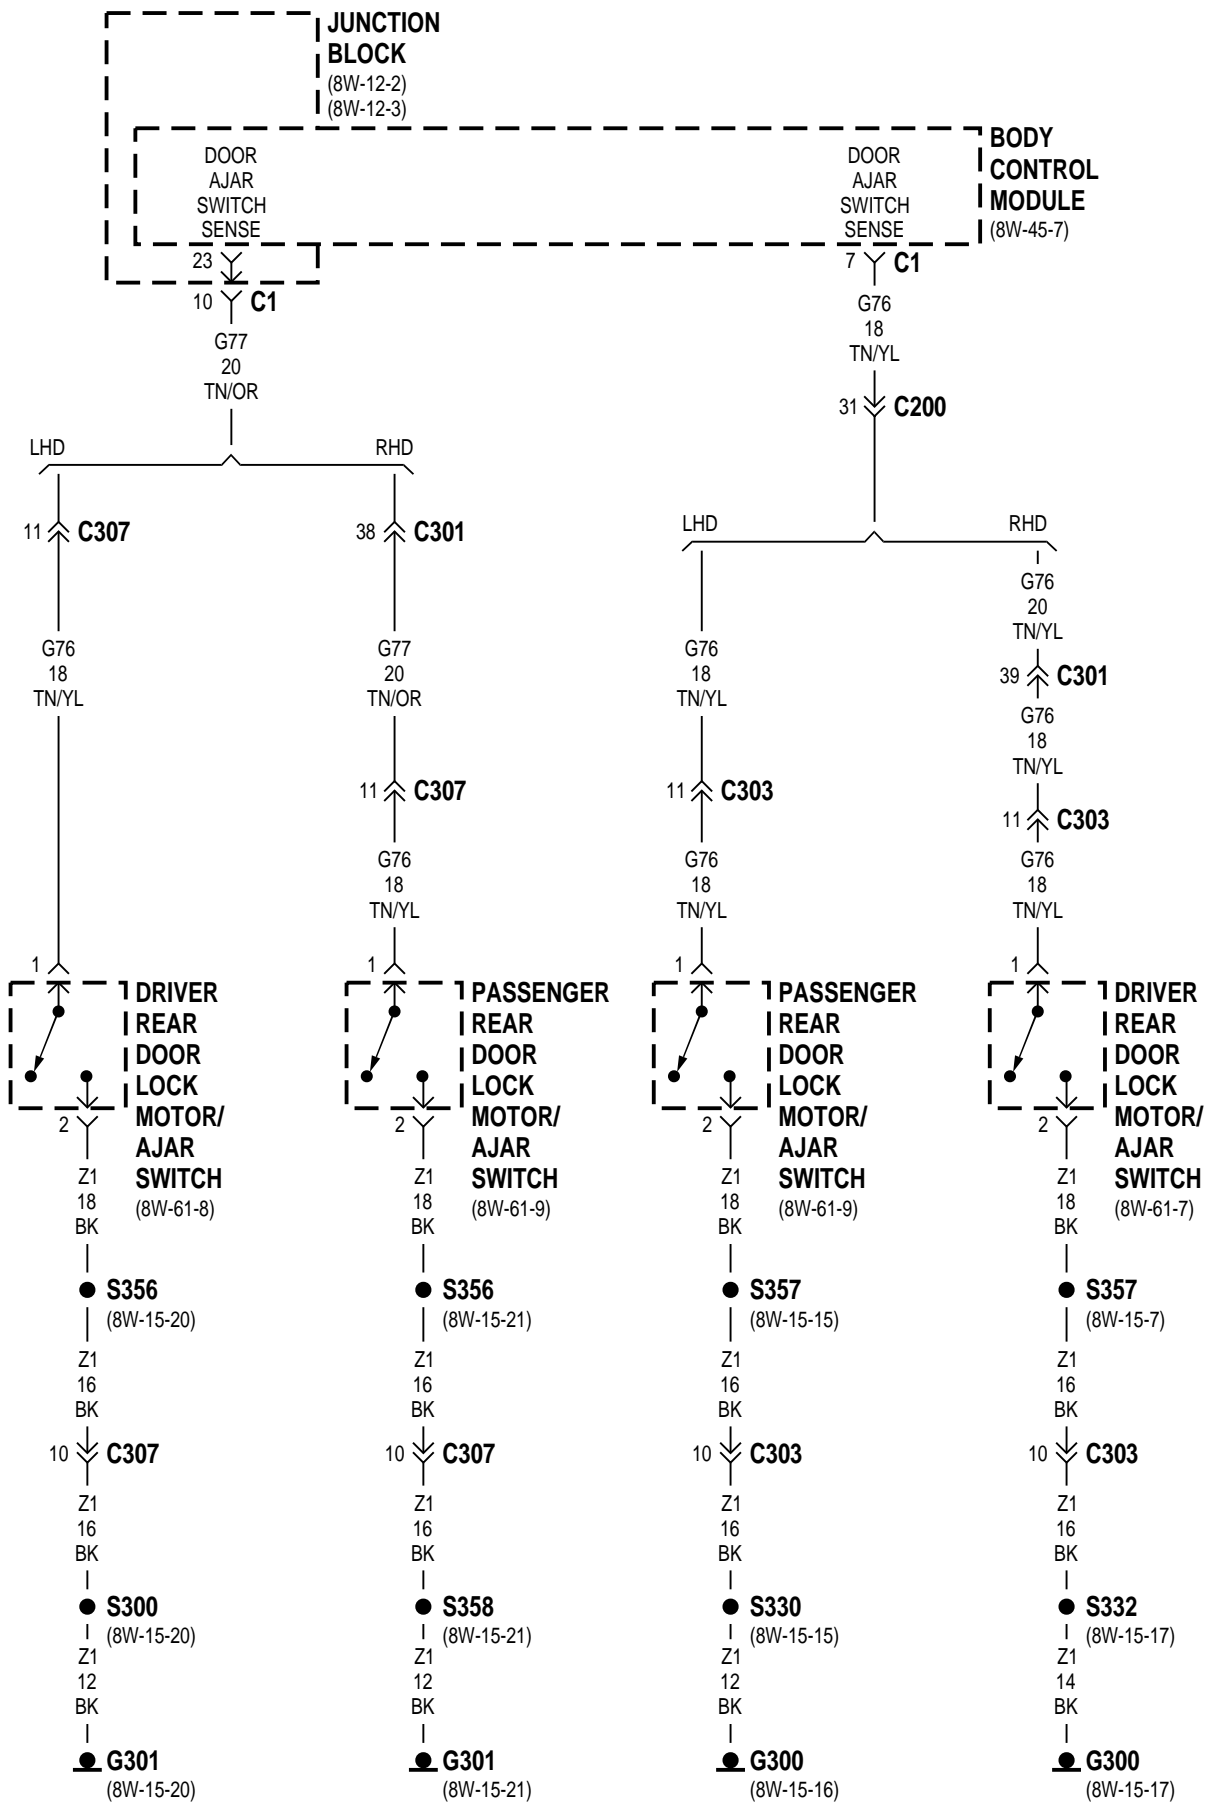 JUNCTION
BLOCK
(8W-12-2)
(8W-12-3)
BODY
CONTROL
MODULE
(8W-45-7)
DOOR
AJAR
SWITCH
SENSE
23
10 C1
G77
20
TN/OR
DOOR
AJAR
SWITCH
SENSE
7 C1
G76
18
TN/YL
31 C200
LHD
RHD
11 C307
G76
18
TN/YL
1
DRIVER
REAR
DOOR
LOCK
MOTOR/
AJAR
SWITCH
(8W-61-8)
2
Z1
18
BK
S356
(8W-15-20)
Z1
16
BK
10 C307
Z1
16
BK
S300
(8W-15-20)
Z1
12
BK
G301
(8W-15-20)
38 C301
G77
20
TN/OR
11 C307
G76
18
TN/YL
1
PASSENGER
REAR
DOOR
LOCK
MOTOR/
AJAR
SWITCH
(8W-61-9)
2
Z1
18
BK
S356
(8W-15-21)
Z1
16
BK
10 C307
Z1
16
BK
S358
(8W-15-21)
Z1
12
BK
G301
(8W-15-21)
LHD
RHD
G76
18
TN/YL
11 C303
G76
18
TN/YL
1
PASSENGER
REAR
DOOR
LOCK
MOTOR/
AJAR
SWITCH
(8W-61-9)
2
Z1
18
BK
S357
(8W-15-15)
Z1
16
BK
10 C303
Z1
16
BK
S330
(8W-15-15)
Z1
12
BK
G300
(8W-15-16)
G76
20
TN/YL
39 C301
G76
18
TN/YL
11 C303
G76
18
TN/YL
1
DRIVER
REAR
DOOR
LOCK
MOTOR/
AJAR
SWITCH
(8W-61-7)
2
Z1
18
BK
S357
(8W-15-7)
Z1
16
BK
10 C303
Z1
16
BK
S332
(8W-15-17)
Z1
14
BK
G300
(8W-15-17)